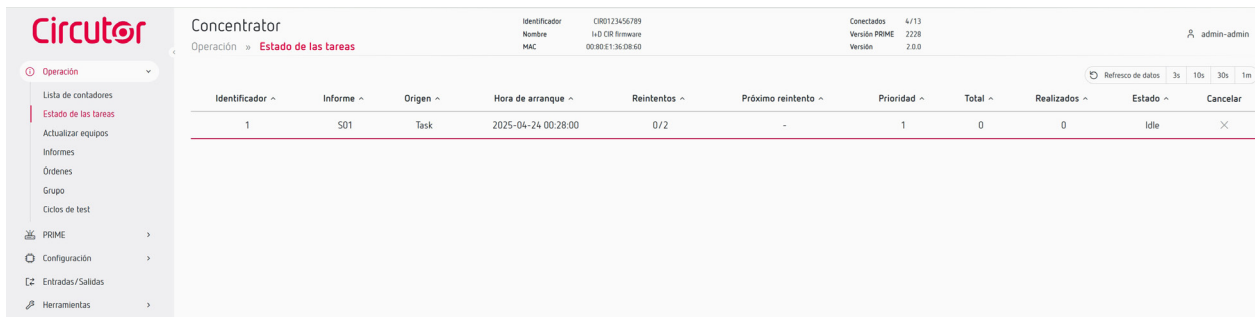 Circutor
Concentrator
Operación » Estado de las tareas
Identificador CIR0123456789
Nombre I+D CIR firmware
MAC 00:80:E1:36:D8:60
Conectados 4/13
Versión PRIME 2228
Versión 2.0.0
admin-admin
Operación
Lista de contadores
Estado de las tareas
Actualizar equipos
Informes
Órdenes
Grupo
Ciclos de test
PRIME
Configuración
Entradas/Salidas
Herramientas
Refresco de datos 3s 10s 30s 1m
Identificador Informe Origen Hora de arranque Reintentos Próximo reintento Prioridad Total Realizados Estado Cancelar
1 S01 Task 2025-04-24 00:28:00 0/2 - 1 0 0 Idle